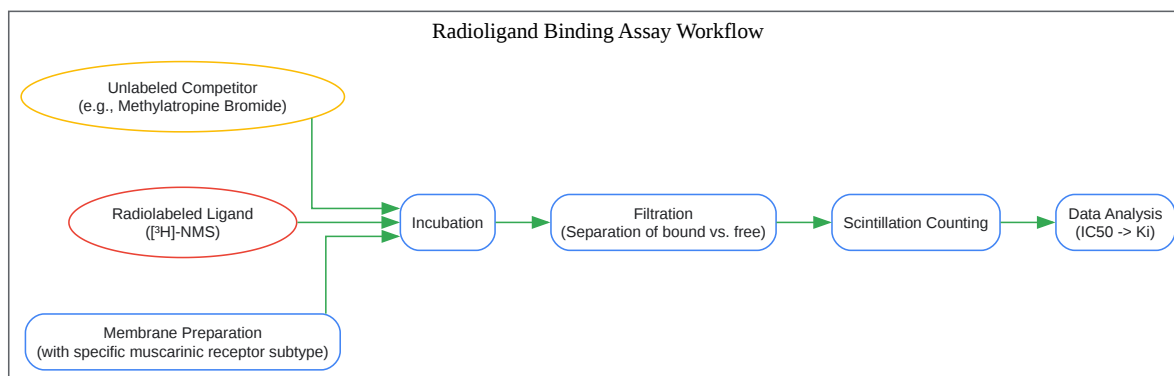 Radioligand Binding Assay Workflow
Unlabeled Competitor
(e.g., Methylatropine Bromide)
Radiolabeled Ligand
([³H]-NMS)
Membrane Preparation
(with specific muscarinic receptor subtype)
Incubation
Filtration
(Separation of bound vs. free)
Scintillation Counting
Data Analysis
(IC50 -> Ki)